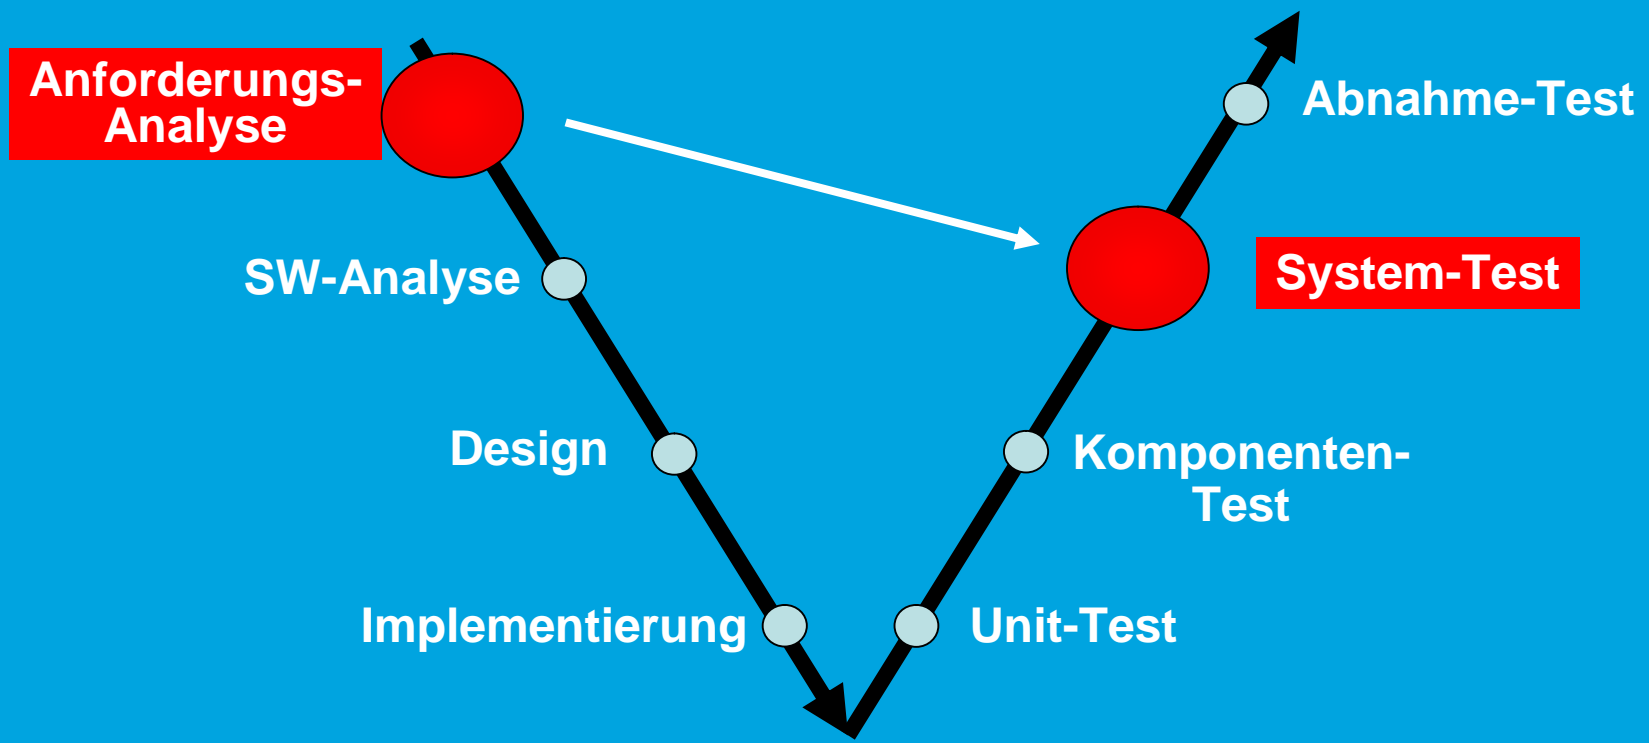 Anforderungs-
Analyse
SW-Analyse
Design
Implementierung
Abnahme-Test
System-Test
Komponenten-
Test
Unit-Test